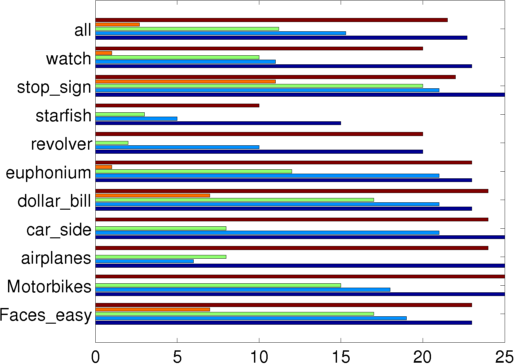 all
watch
stop_sign
starfish
revolver
euphonium
dollar_bill
car_side
airplanes
Motorbikes
Faces_easy
0 5 10 15 20 25